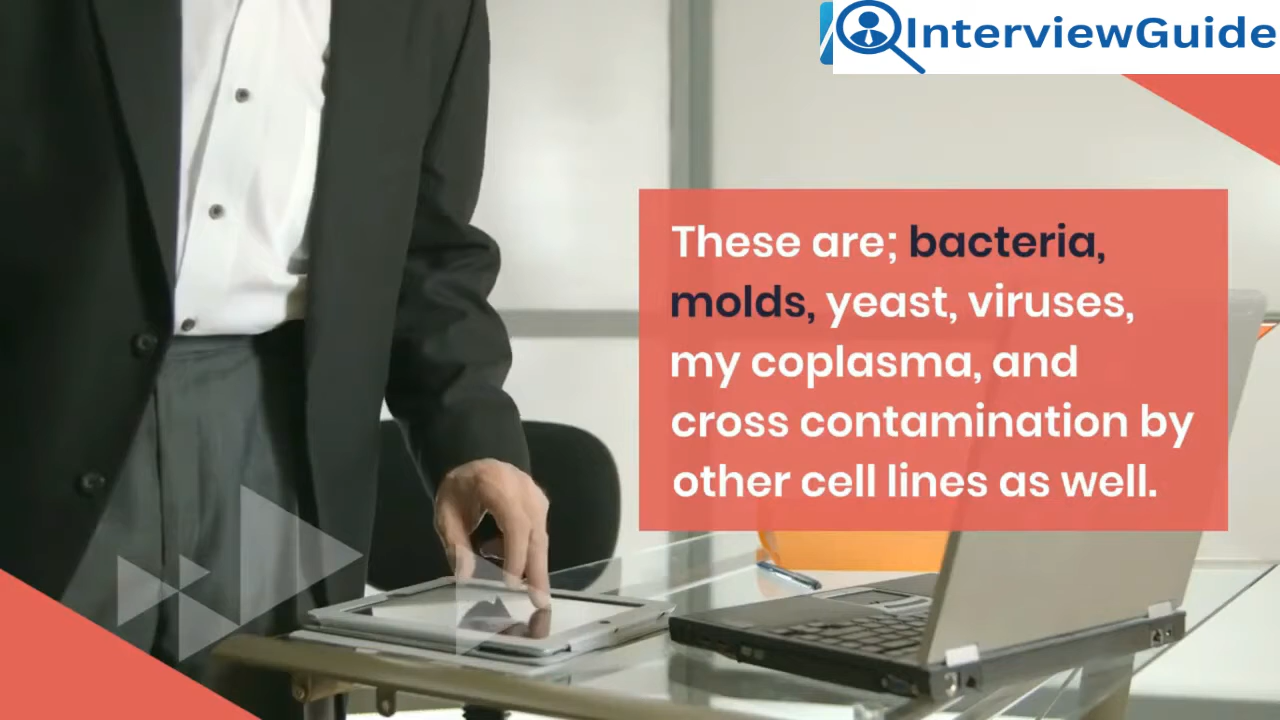 InterviewGuide
These are; bacteria,
molds, yeast, viruses,
my coplasma, and
cross contamination by
other cell lines as well.